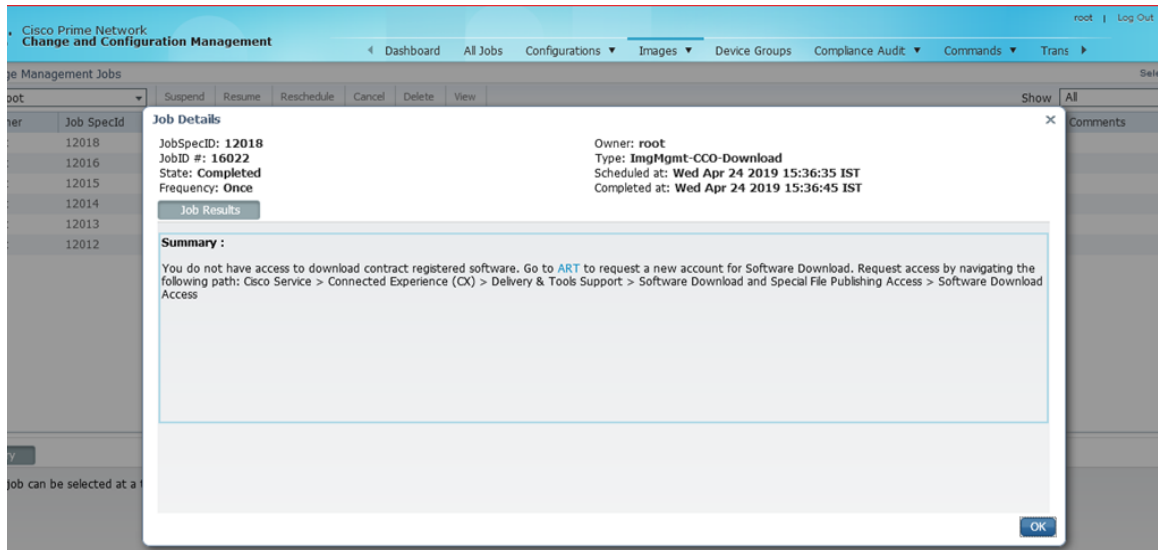 root | Log Out
Cisco Prime Network
Change and Configuration Management
Dashboard All Jobs Configurations Images Device Groups Compliance Audit Commands Trans
ge Management Jobs
oot Suspend Resume Reschedule Cancel Delete View Show All
ner Job SpecId Comments
12018
12016
12015
12014
12013
12012
Job Details
JobSpecID: 12018 Owner: root
JobID #: 16022 Type: ImgMgmt-CCO-Download
State: Completed Scheduled at: Wed Apr 24 2019 15:36:35 IST
Frequency: Once Completed at: Wed Apr 24 2019 15:36:45 IST
Job Results
Summary :
You do not have access to download contract registered software. Go to ART to request a new account for Software Download. Request access by navigating the
following path: Cisco Service > Connected Experience (CX) > Delivery & Tools Support > Software Download and Special File Publishing Access > Software Download
Access
job can be selected at a
OK